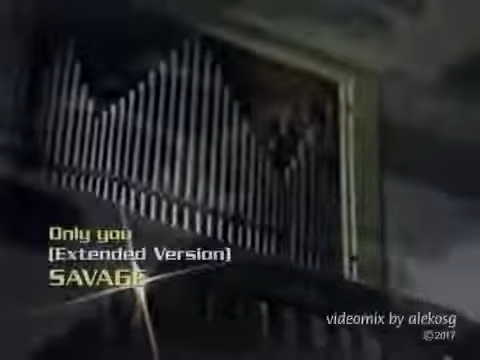 Only you
(Extended Version)
SAVAGE
videomix by alekosg
©2017